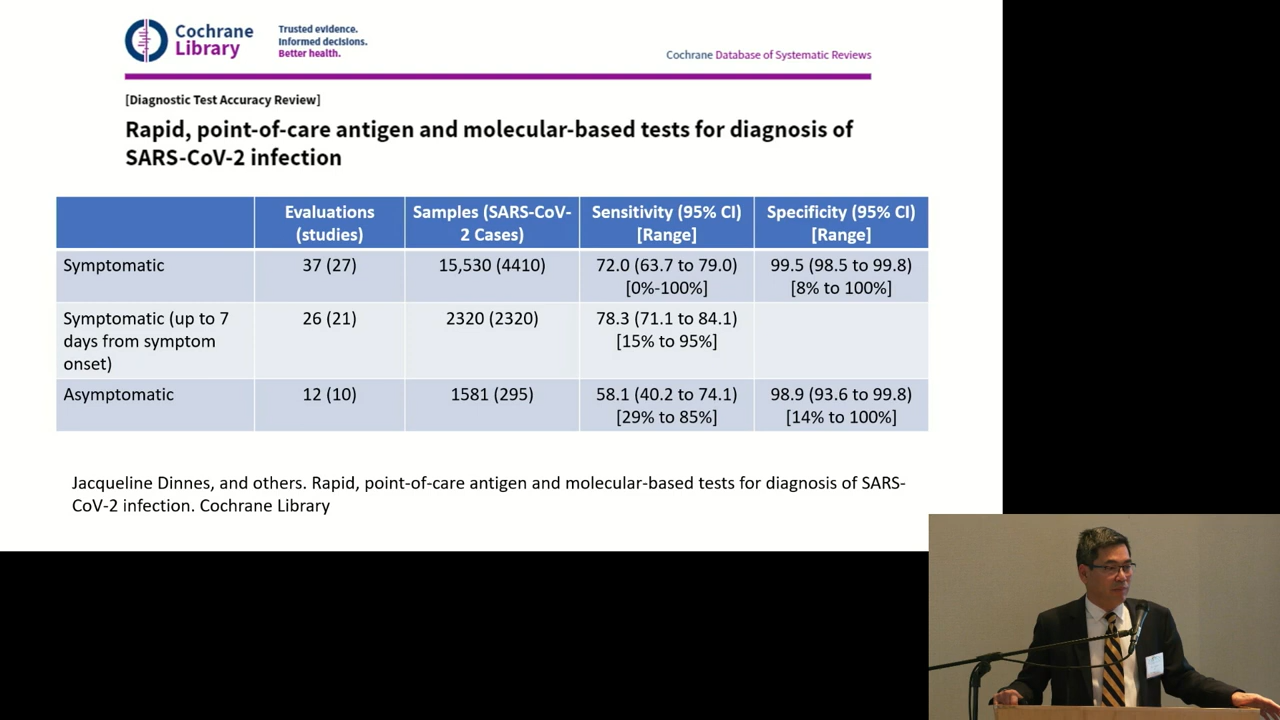 Cochrane
Library
Trusted evidence.
Informed decisions.
Better health.
Cochrane Database of Systematic Reviews
[Diagnostic Test Accuracy Review]
Rapid, point-of-care antigen and molecular-based tests for diagnosis of
SARS-CoV-2 infection
Evaluations (studies)
Samples (SARS-CoV-2 Cases)
Sensitivity (95% CI) [Range]
Specificity (95% CI) [Range]
Symptomatic
37 (27)
15,530 (4410)
72.0 (63.7 to 79.0)
[0%-100%]
99.5 (98.5 to 99.8)
[8% to 100%]
Symptomatic (up to 7
days from symptom
onset)
26 (21)
2320 (2320)
78.3 (71.1 to 84.1)
[15% to 95%]
Asymptomatic
12 (10)
1581 (295)
58.1 (40.2 to 74.1)
[29% to 85%]
98.9 (93.6 to 99.8)
[14% to 100%]
Jacqueline Dinnes, and others. Rapid, point-of-care antigen and molecular-based tests for diagnosis of SARS-
CoV-2 infection. Cochrane Library